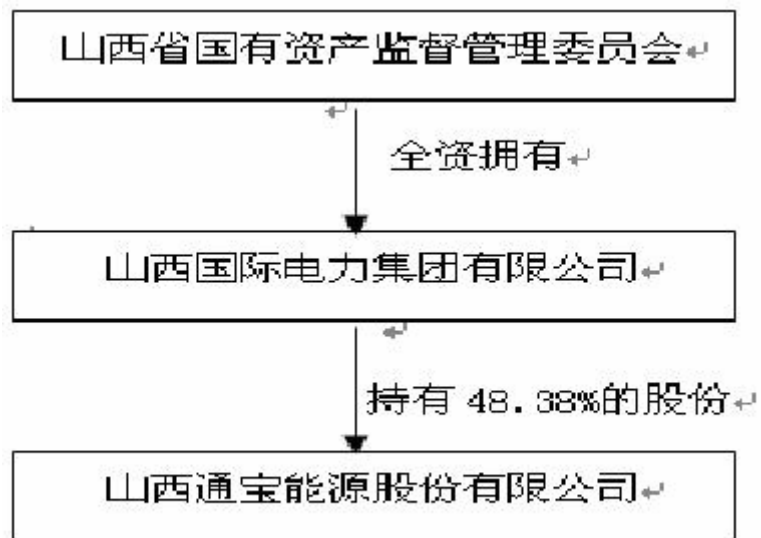 山西省国有资产监督管理委员会
全资拥有
山西国际电力集团有限公司
持有 48.38%的股份
山西通宝能源股份有限公司